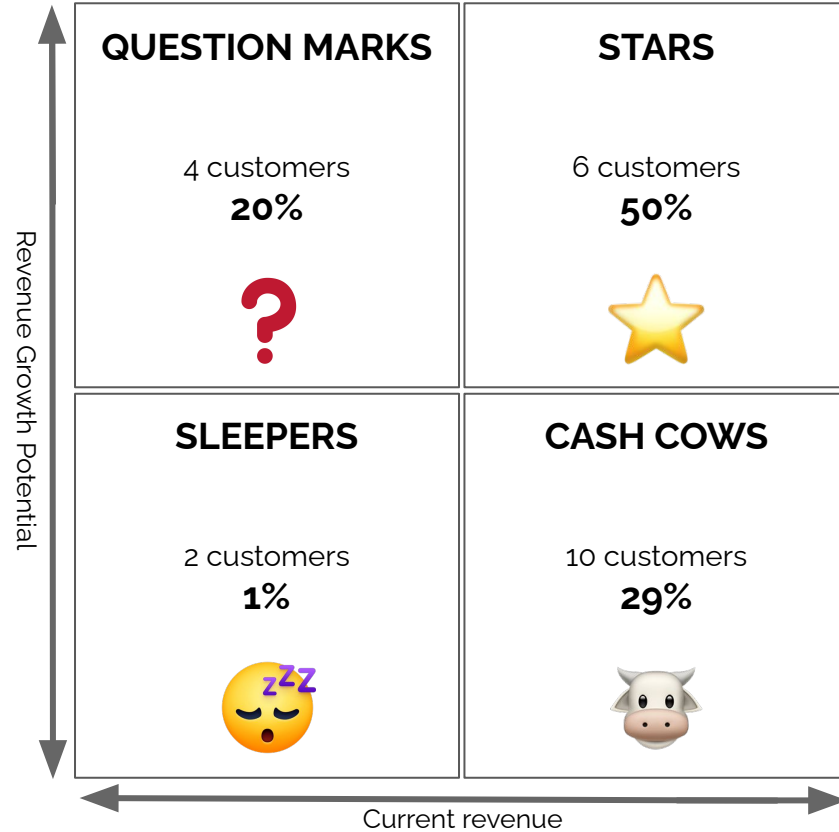 QUESTION MARKS
4 customers
20%
STARS
6 customers
50%
SLEEPERS
2 customers
1%
zzZ
CASH COWS
10 customers
29%
Revenue Growth Potential
Current revenue